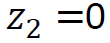 z₂ =0